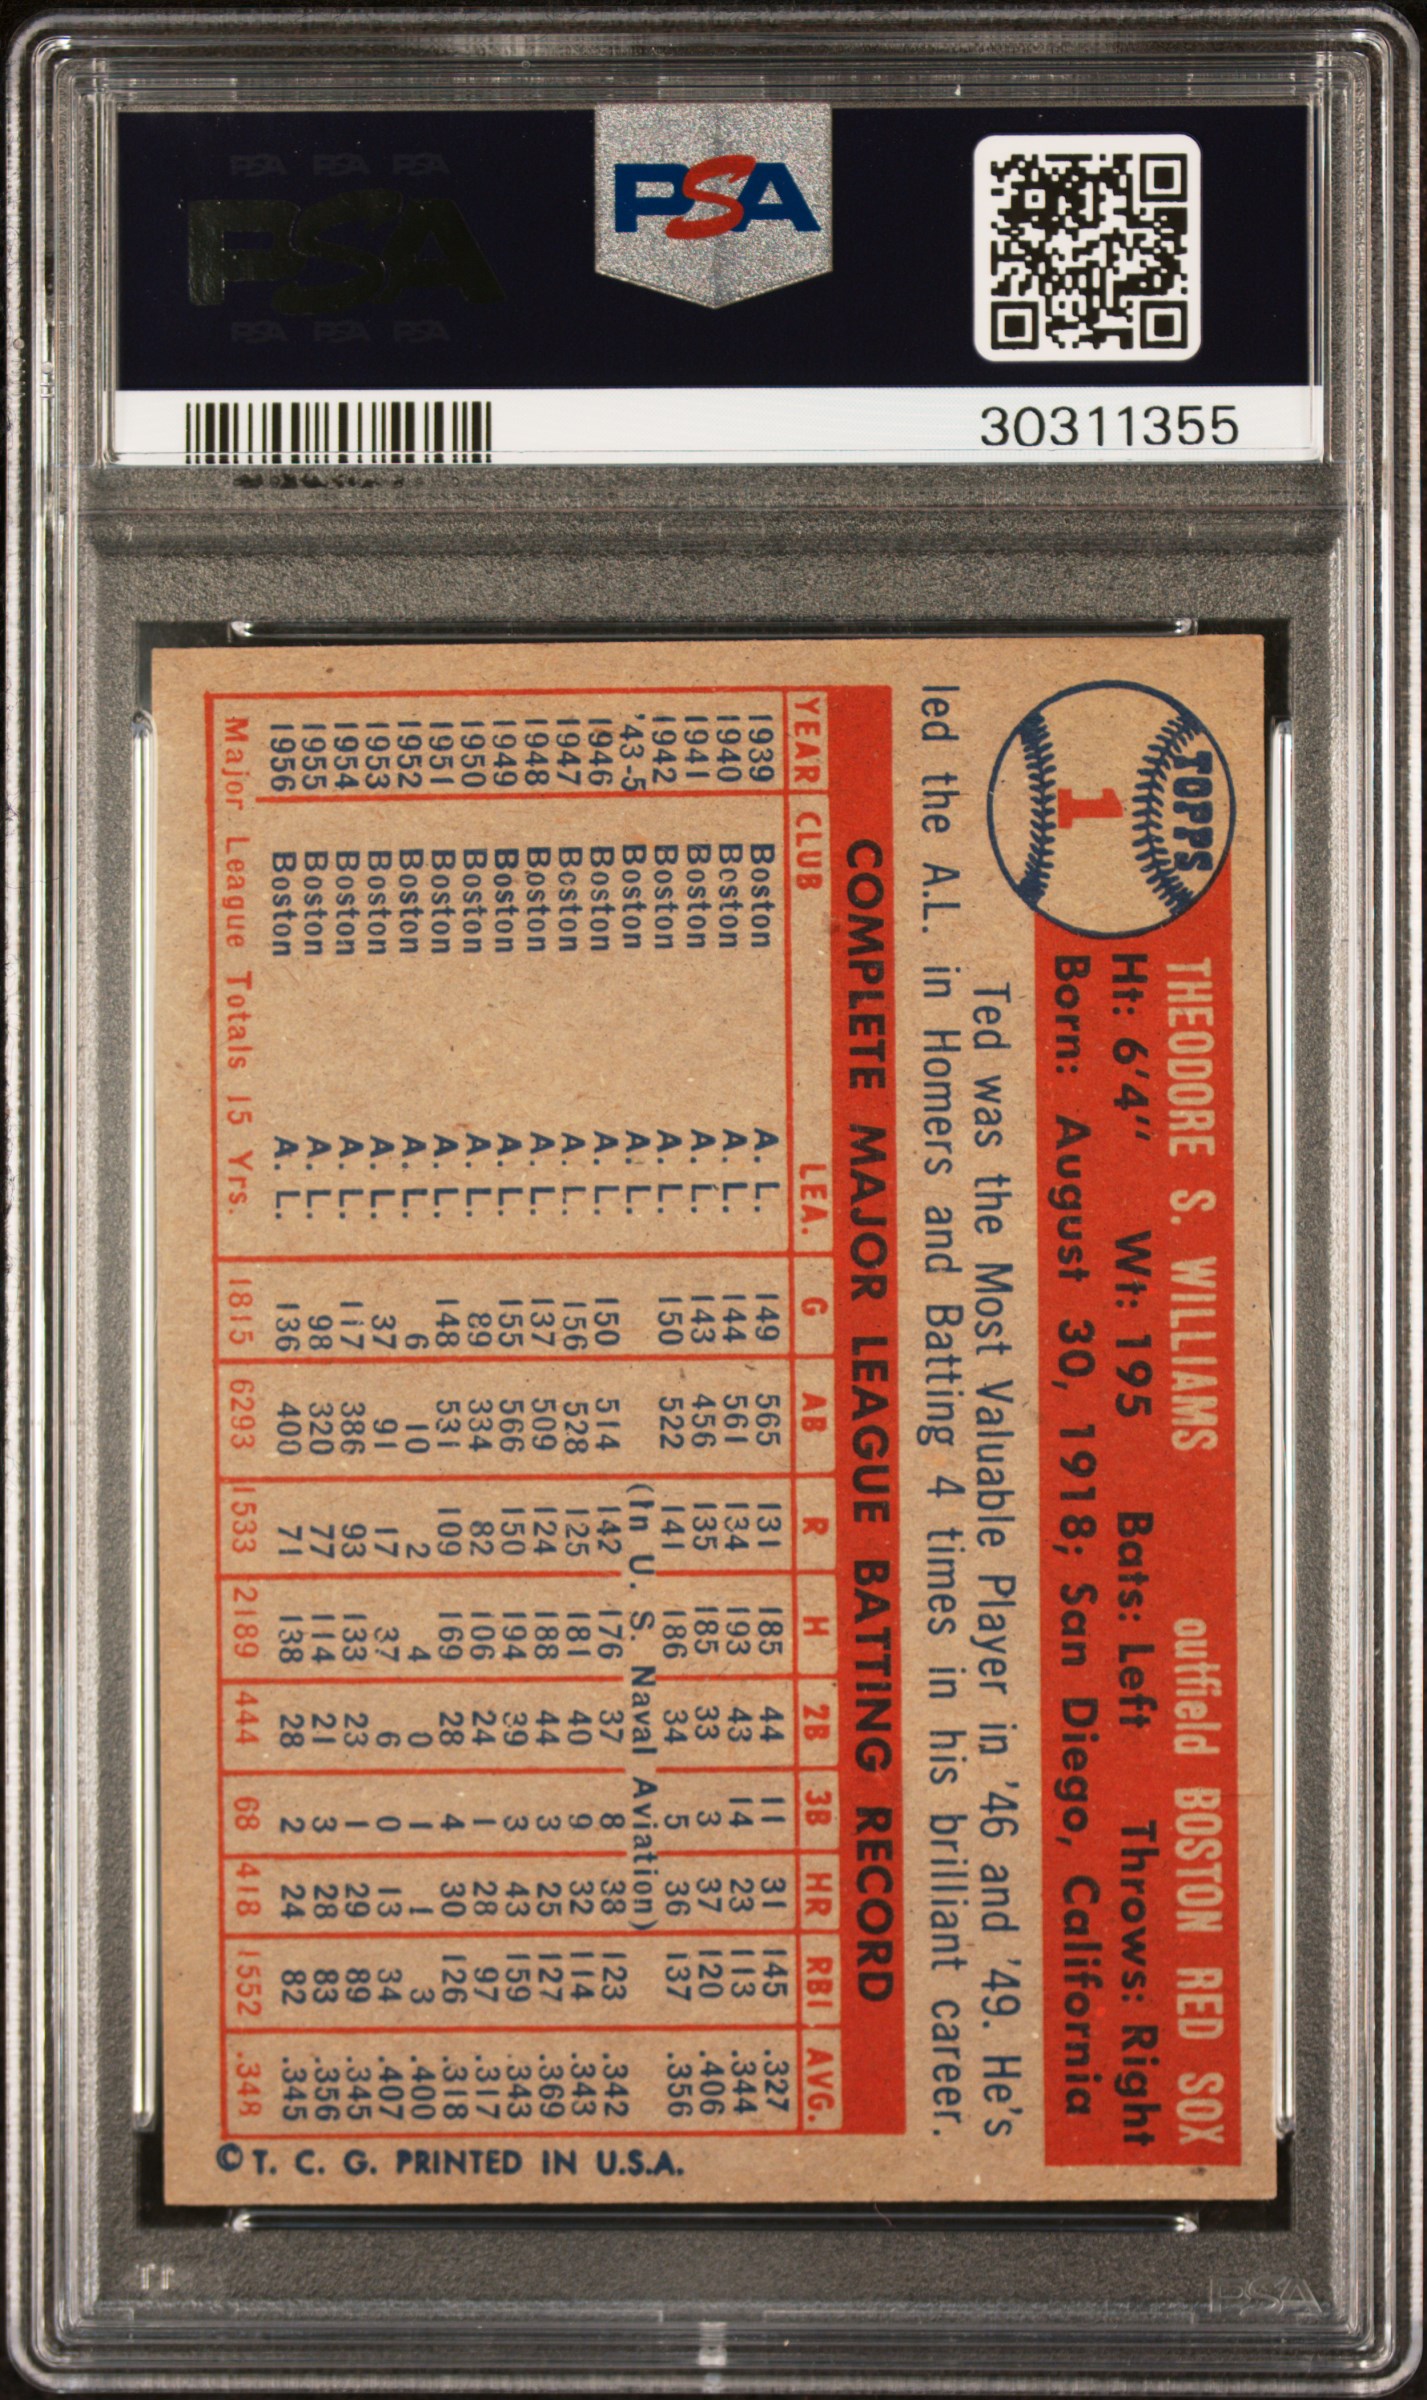 PSA PSA PSA
PSA
PSA PSA PSA
PSA
30311355
TOPPS
1
THEODORE S. WILLIAMS outfield BOSTON RED SOX
Ht: 6'4" Wt: 195 Bats: Left Throws: Right
Born: August 30, 1918; San Diego, California
Ted was the Most Valuable Player in '46 and '49. He's
led the A.L. in Homers and Batting 4 times in his brilliant career.
COMPLETE MAJOR LEAGUE BATTING RECORD
YEAR CLUB LEA. G AB R H 2B 3B HR RBI AVG.
1939 Boston A. L. 149 565 131 185 44 11 31 145 .327
1940 Boston A. L. 144 561 134 193 43 14 23 113 .344
1941 Boston A. L. 143 456 135 185 33 3 37 120 .406
1942 Boston A. L. 150 522 141 186 34 5 36 137 .356
'43-5 Boston A. L. (In U. S. Naval Aviation)
1946 Boston A. L. 150 514 142 176 37 8 38 123 .342
1947 Boston A. L. 156 528 125 181 40 9 32 114 .343
1948 Boston A. L. 137 509 124 188 44 3 25 127 .369
1949 Boston A. L. 155 566 150 194 39 3 43 159 .343
1950 Boston A. L. 89 334 82 106 24 1 28 97 .317
1951 Boston A. L. 148 531 109 169 28 4 30 126 .318
1952 Boston A. L. 6 10 2 4 0 1 1 3 .400
1953 Boston A. L. 37 91 17 37 6 0 13 34 .407
1954 Boston A. L. 117 386 93 133 23 1 29 89 .345
1955 Boston A. L. 98 320 77 114 21 3 28 83 .356
1956 Boston A. L. 136 400 71 138 28 2 24 82 .345
Major League Totals 15 Yrs. 1815 6293 1533 2189 444 68 418 1552 .348
© T. C. G. PRINTED IN U.S.A.
PSA